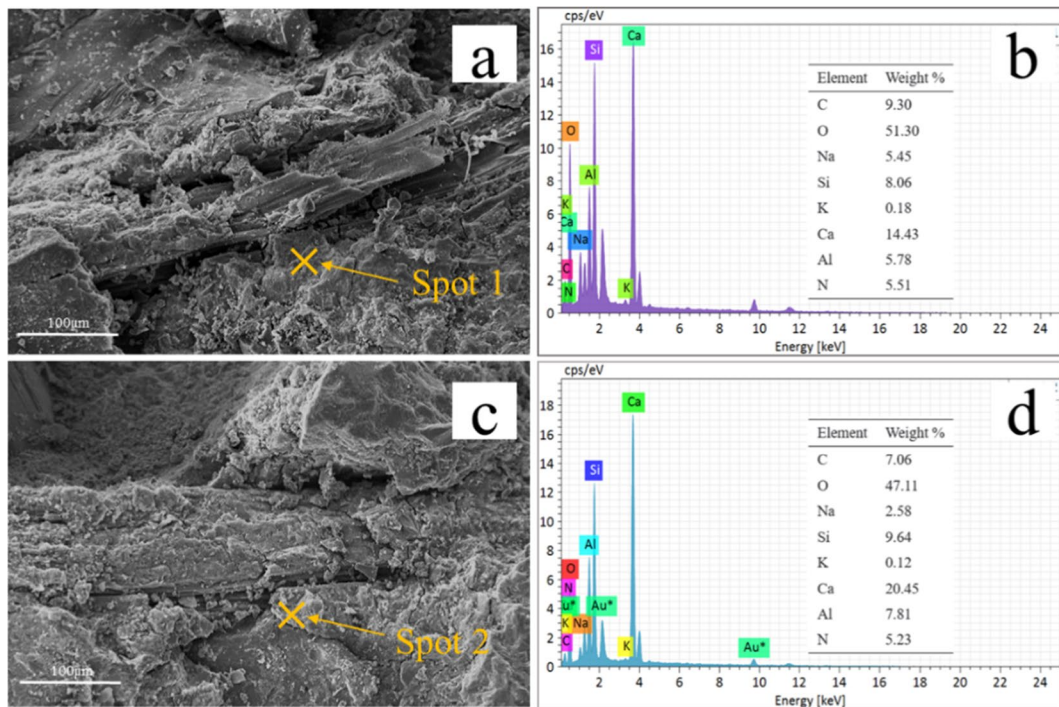 a
Spot 1
100μm
cps/eV
b
16
14
12
10
8
6
4
2
0
Ca
Si
O
Al
K
Ca
Na
C
N
K
Element Weight %
C 9.30
O 51.30
Na 5.45
Si 8.06
K 0.18
Ca 14.43
Al 5.78
N 5.51
2 4 6 8 10 12 14 16 18 20 22 24
Energy [keV]
c
Spot 2
100μm
cps/eV
d
18
16
14
12
10
8
6
4
2
0
Ca
Si
Al
O
N
u*
Au*
K
Na
C
K
Au*
Element Weight %
C 7.06
O 47.11
Na 2.58
Si 9.64
K 0.12
Ca 20.45
Al 7.81
N 5.23
2 4 6 8 10 12 14 16 18 20 22 24
Energy [keV]